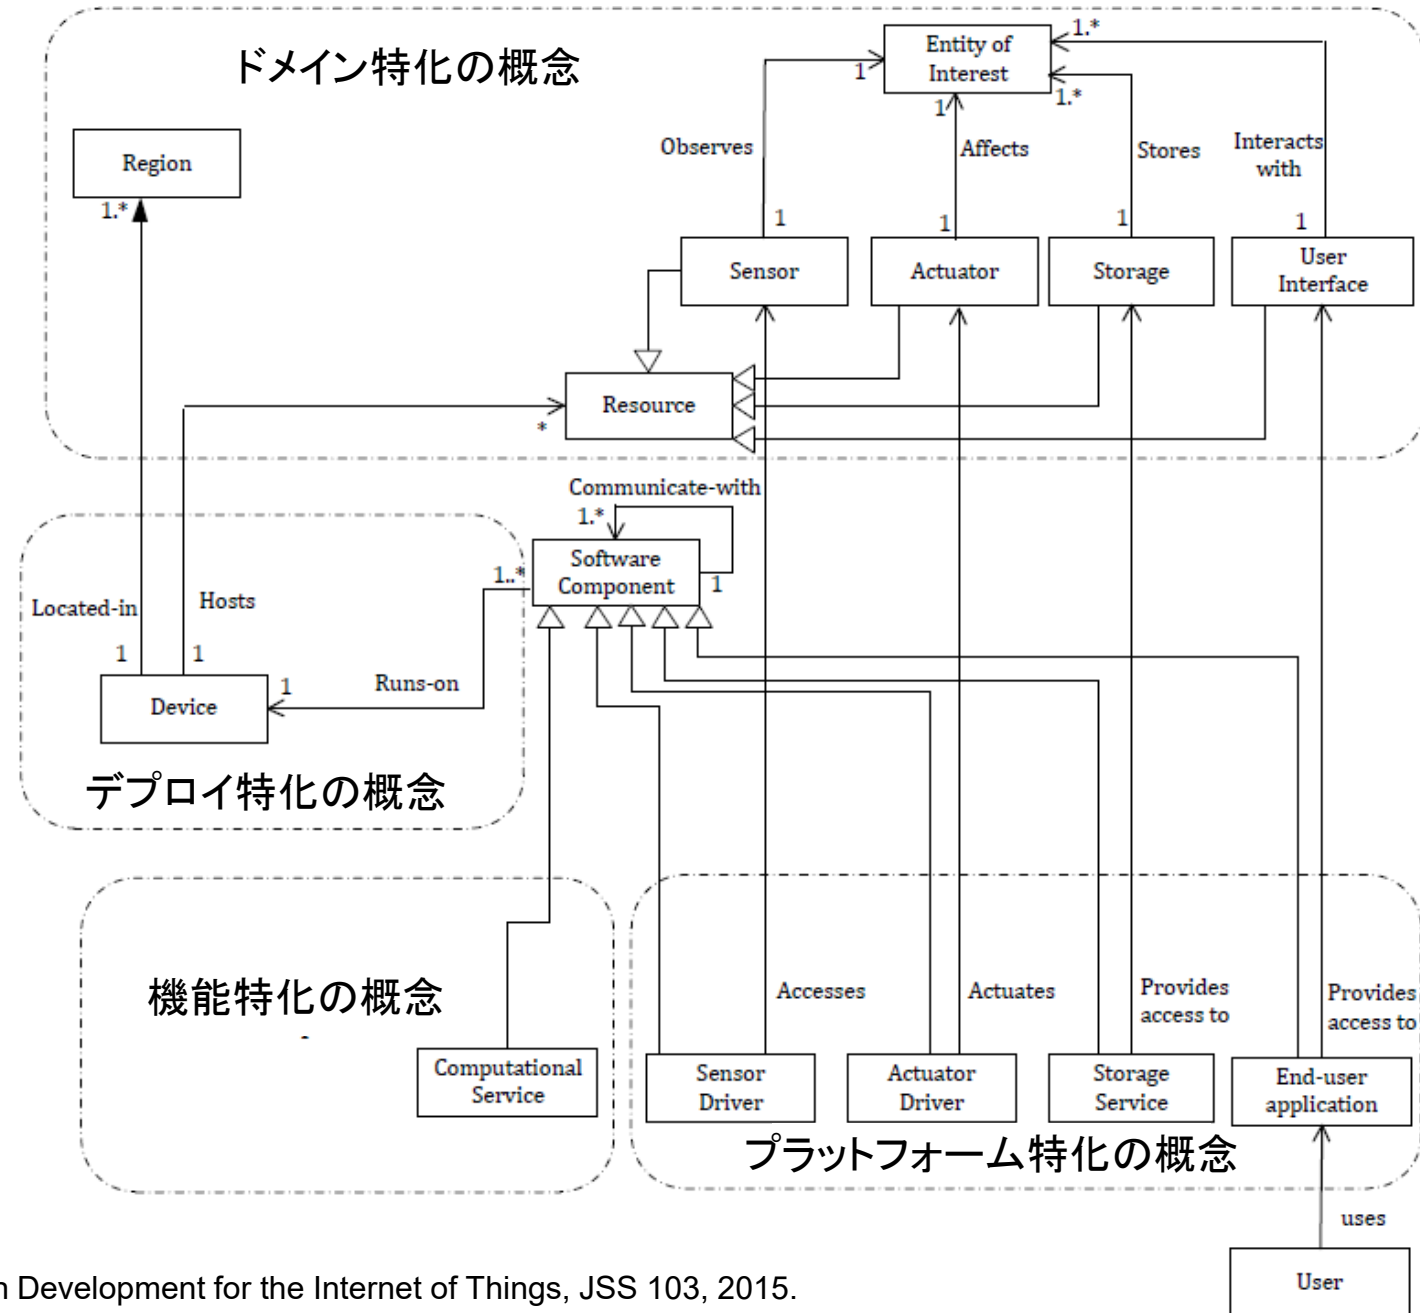 ドメイン特化の概念
Entity of
Interest
1.*
1
1.*
1
Region
1.*
Observes
Affects
Stores
Interacts
with
1
1
1
1
Sensor
Actuator
Storage
User
Interface
Resource
*
Communicate-with
1.*
Software
Component
1
1..*
Located-in
Hosts
1
1
Device
1
Runs-on
デプロイ特化の概念
機能特化の概念
Computational
Service
Accesses
Actuates
Provides
access to
Provides
access to
Sensor
Driver
Actuator
Driver
Storage
Service
End-user
application
プラットフォーム特化の概念
uses
User
n Development for the Internet of Things, JSS 103, 2015.